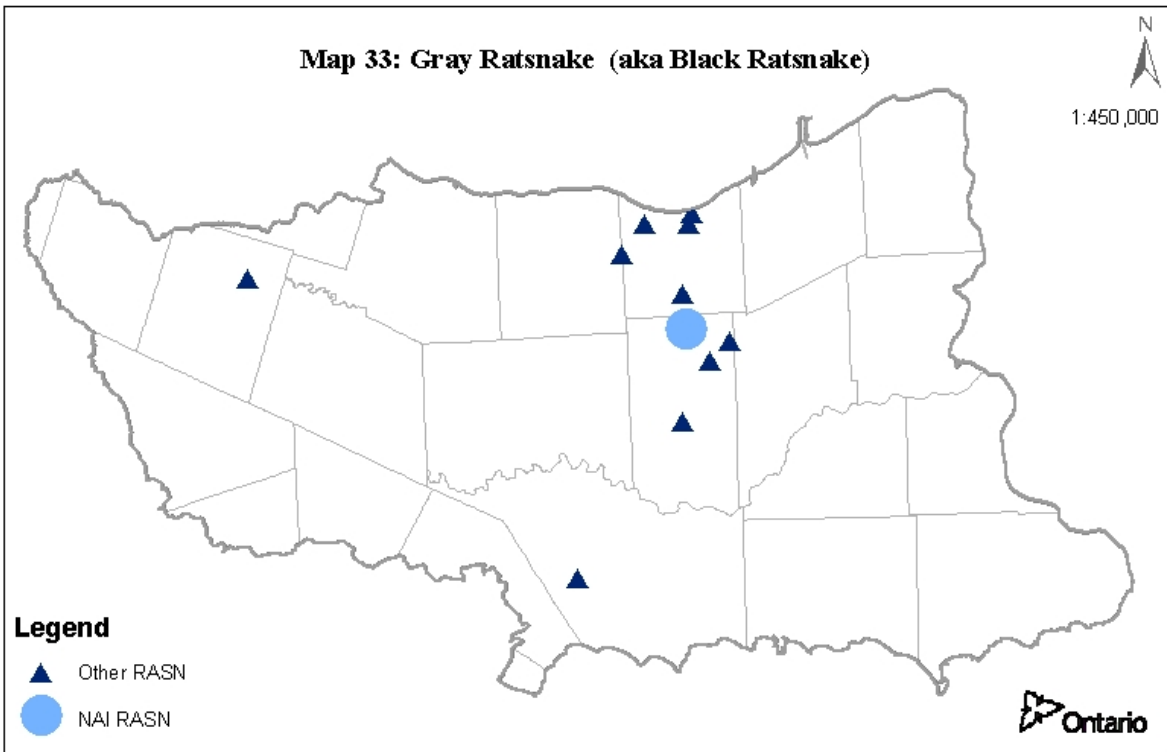 N
Map 33: Gray Ratsnake (aka Black Ratsnake)
1:450,000
Legend
Other RASN
NAI RASN
Ontario